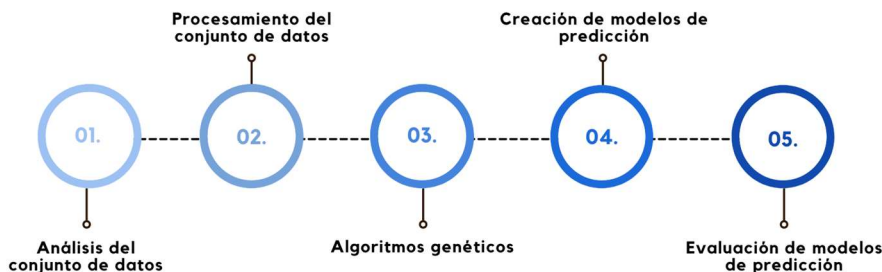 01.
Análisis del
conjunto de datos
Procesamiento del
conjunto de datos
02.
03.
Algoritmos genéticos
Creación de modelos de
predicción
04.
05.
Evaluación de modelos
de predicción